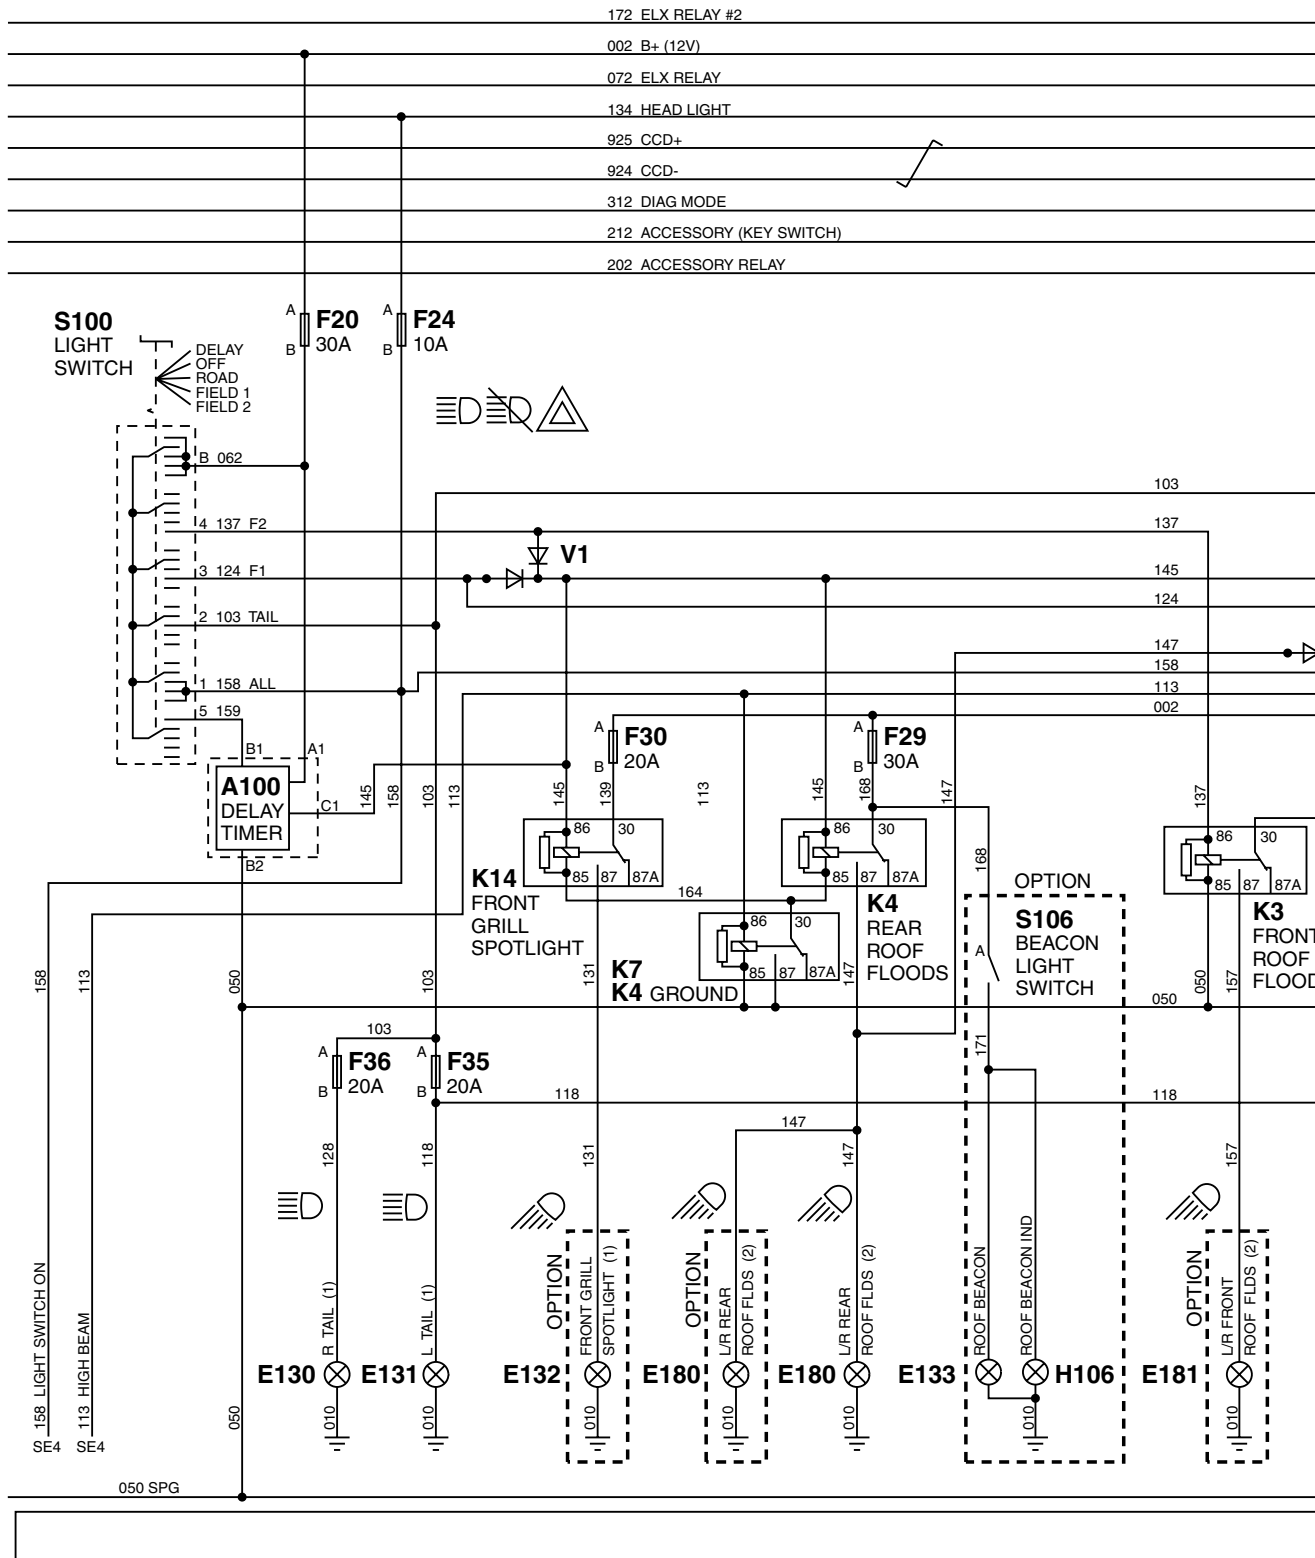 172 ELX RELAY #2
002 B+ (12V)
072 ELX RELAY
134 HEAD LIGHT
925 CCD+
924 CCD-
312 DIAG MODE
212 ACCESSORY (KEY SWITCH)
202 ACCESSORY RELAY
S100
LIGHT
SWITCH
DELAY
OFF
ROAD
FIELD 1
FIELD 2
A
B
F20
30A
A
B
F24
10A
B 062
4 137 F2
3 124 F1
2 103 TAIL
1 158 ALL
5 159
V1
103
137
145
124
147
158
113
002
B1
A1
A100
DELAY
TIMER
C1
B2
145
158
103
113
A
B
F30
20A
A
B
F29
30A
145
139
113
145
168
147
137
86
30
85
87
87A
K14
FRONT
GRILL
SPOTLIGHT
164
86
30
85
87
87A
K4
REAR
ROOF
FLOODS
86
30
85
87
87A
K7
K4 GROUND
168
OPTION
S106
BEACON
LIGHT
SWITCH
A
86
30
85
87
87A
K3
FRONT
ROOF
FLOOD
158
113
050
103
131
147
050
050
157
171
103
A
B
F36
20A
A
B
F35
20A
118
118
147
128
118
131
147
157
158 LIGHT SWITCH ON
SE4
113 HIGH BEAM
SE4
050
R TAIL (1)
E130
010
L TAIL (1)
E131
010
OPTION
FRONT GRILL
SPOTLIGHT (1)
E132
010
OPTION
L/R REAR
ROOF FLDS (2)
E180
010
L/R REAR
ROOF FLDS (2)
E180
010
ROOF BEACON
E133
ROOF BEACON IND
H106
010
OPTION
L/R FRONT
ROOF FLDS (2)
E181
010
050 SPG